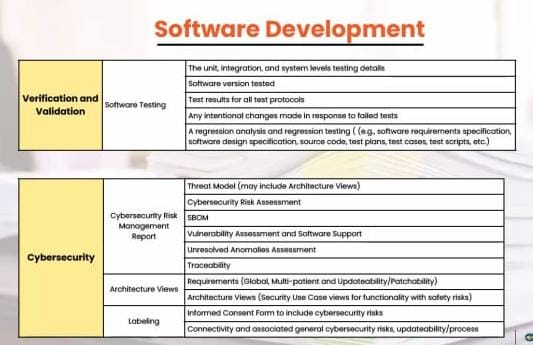 Software Development
The unit, integration, and system levels testing details
Software version tested
Verification and
Validation
Software Testing
Test results for all test protocols
Any intentional changes made in response to failed tests
A regression analysis and regression testing ( (e.g., software requirements specification,
software design specification, source code, test plans, test cases, test scripts, etc.)
Cybersecurity
Cybersecurity Risk
Management
Report
Threat Model (may include Architecture Views)
Cybersecurity Risk Assessment
SBOM
Vulnerability Assessment and Software Support
Unresolved Anomalies Assessment
Traceability
Architecture Views
Requirements (Global, Multi-patient and Updateability/Patchability)
Architecture Views (Security Use Case views for functionality with safety risks)
Labeling
Informed Consent Form to include cybersecurity risks
Connectivity and associated general cybersecurity risks, updateability/process